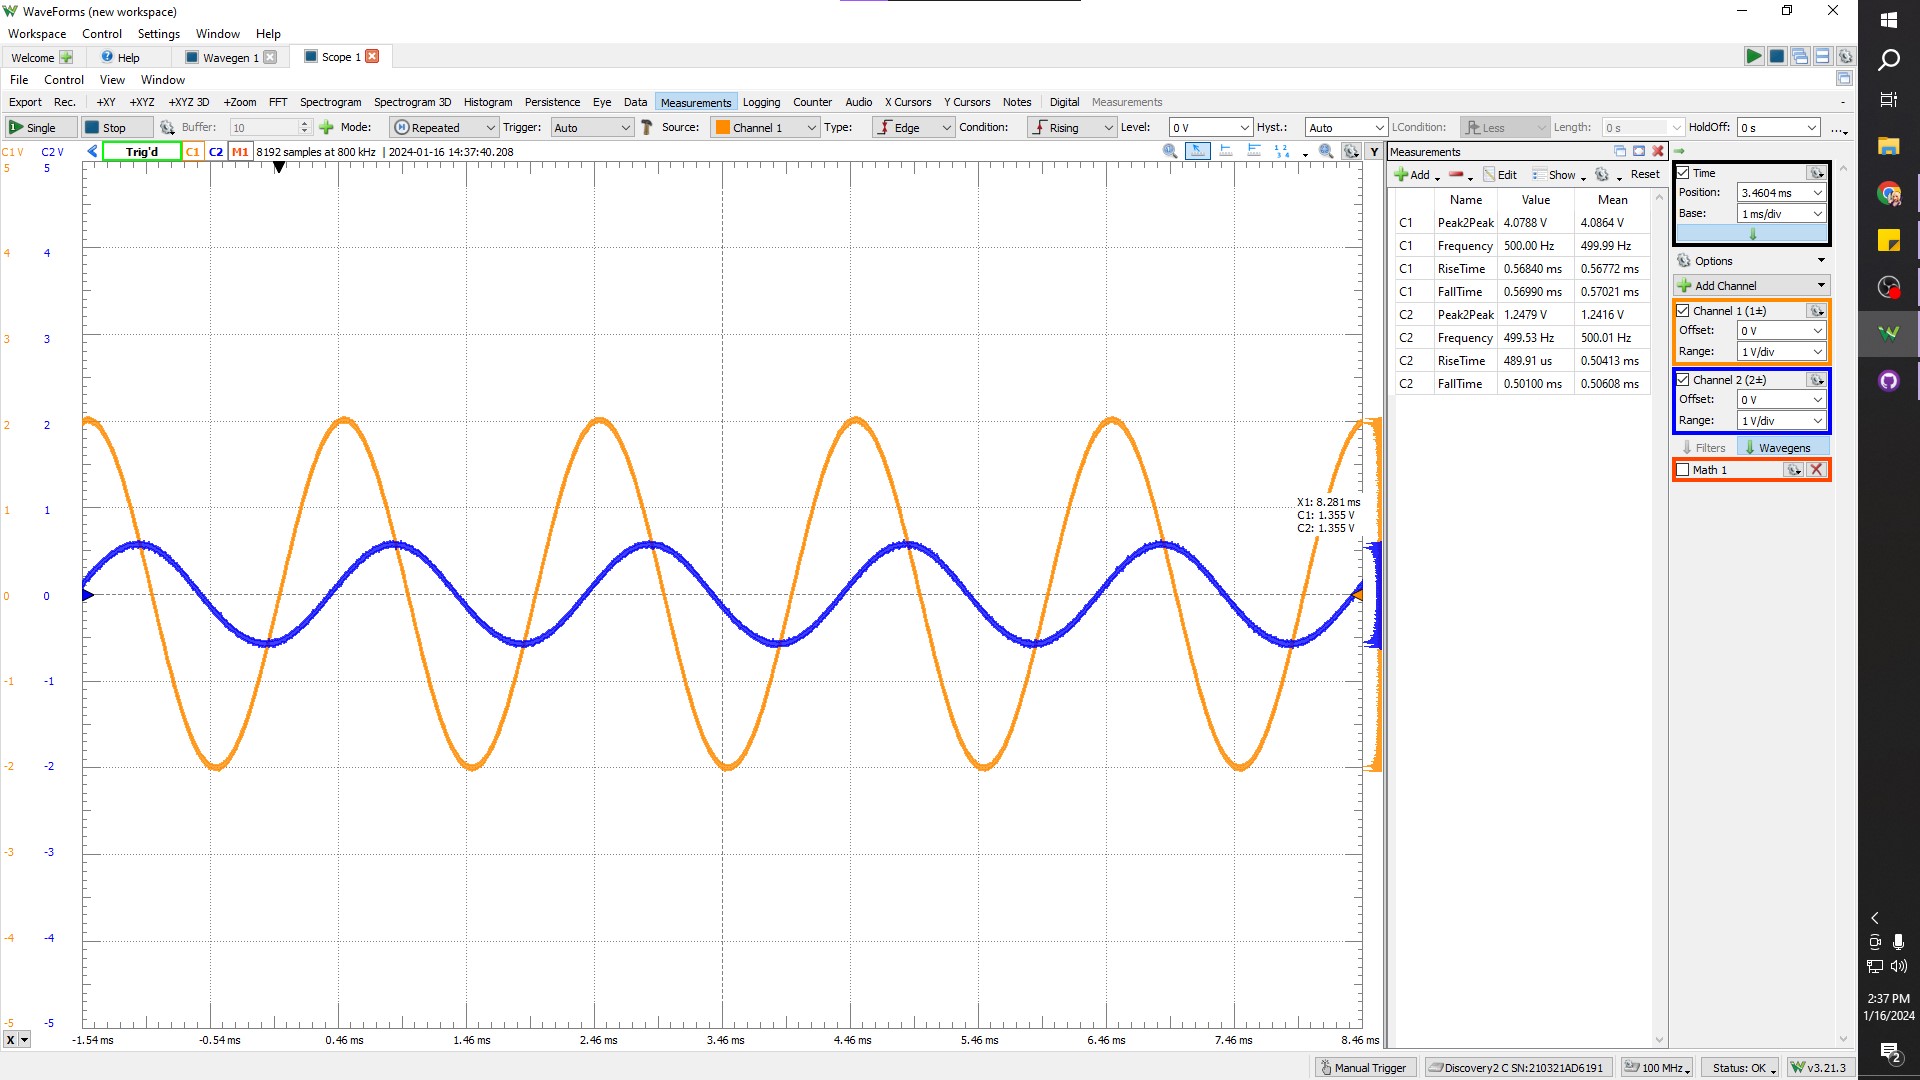 WaveForms (new workspace)
Workspace Control Settings Window Help
Welcome Help Wavegen 1 Scope 1
File Control View Window
Export Rec. +XY +XYZ +XYZ 3D +Zoom FFT Spectrogram Spectrogram 3D Histogram Persistence Eye Data Measurements Logging Counter Audio X Cursors Y Cursors Notes Digital Measurements -
Single Stop Buffer: 10 Mode: Repeated Trigger: Auto Source: Channel 1 Type: Edge Condition: Rising Level: 0 V Hyst.: Auto LCondition: Less Length: 0 s HoldOff: 0 s ...
C1 V C2 V Trig'd C1 C2 M1 8192 samples at 800 kHz | 2024-01-16 14:37:40.208 Y
5 5
4 4
3 3
2 2
1 1
0 0
-1 -1
-2 -2
-3 -3
-4 -4
-5 -5
X1: 8.281 ms
C1: 1.355 V
C2: 1.355 V
X -1.54 ms -0.54 ms 0.46 ms 1.46 ms 2.46 ms 3.46 ms 4.46 ms 5.46 ms 6.46 ms 7.46 ms 8.46 ms
Measurements
Add Edit Show Reset
Name Value Mean
C1 Peak2Peak 4.0788 V 4.0864 V
C1 Frequency 500.00 Hz 499.99 Hz
C1 RiseTime 0.56840 ms 0.56772 ms
C1 FallTime 0.56990 ms 0.57021 ms
C2 Peak2Peak 1.2479 V 1.2416 V
C2 Frequency 499.53 Hz 500.01 Hz
C2 RiseTime 489.91 us 0.50413 ms
C2 FallTime 0.50100 ms 0.50608 ms
Time
Position: 3.4604 ms
Base: 1 ms/div
Options
Add Channel
Channel 1 (1±)
Offset: 0 V
Range: 1 V/div
Channel 2 (2±)
Offset: 0 V
Range: 1 V/div
Filters Wavegens
Math 1
Manual Trigger Discovery2 C SN:210321AD6191 100 MHz Status: OK v3.21.3
2:37 PM
1/16/2024
2